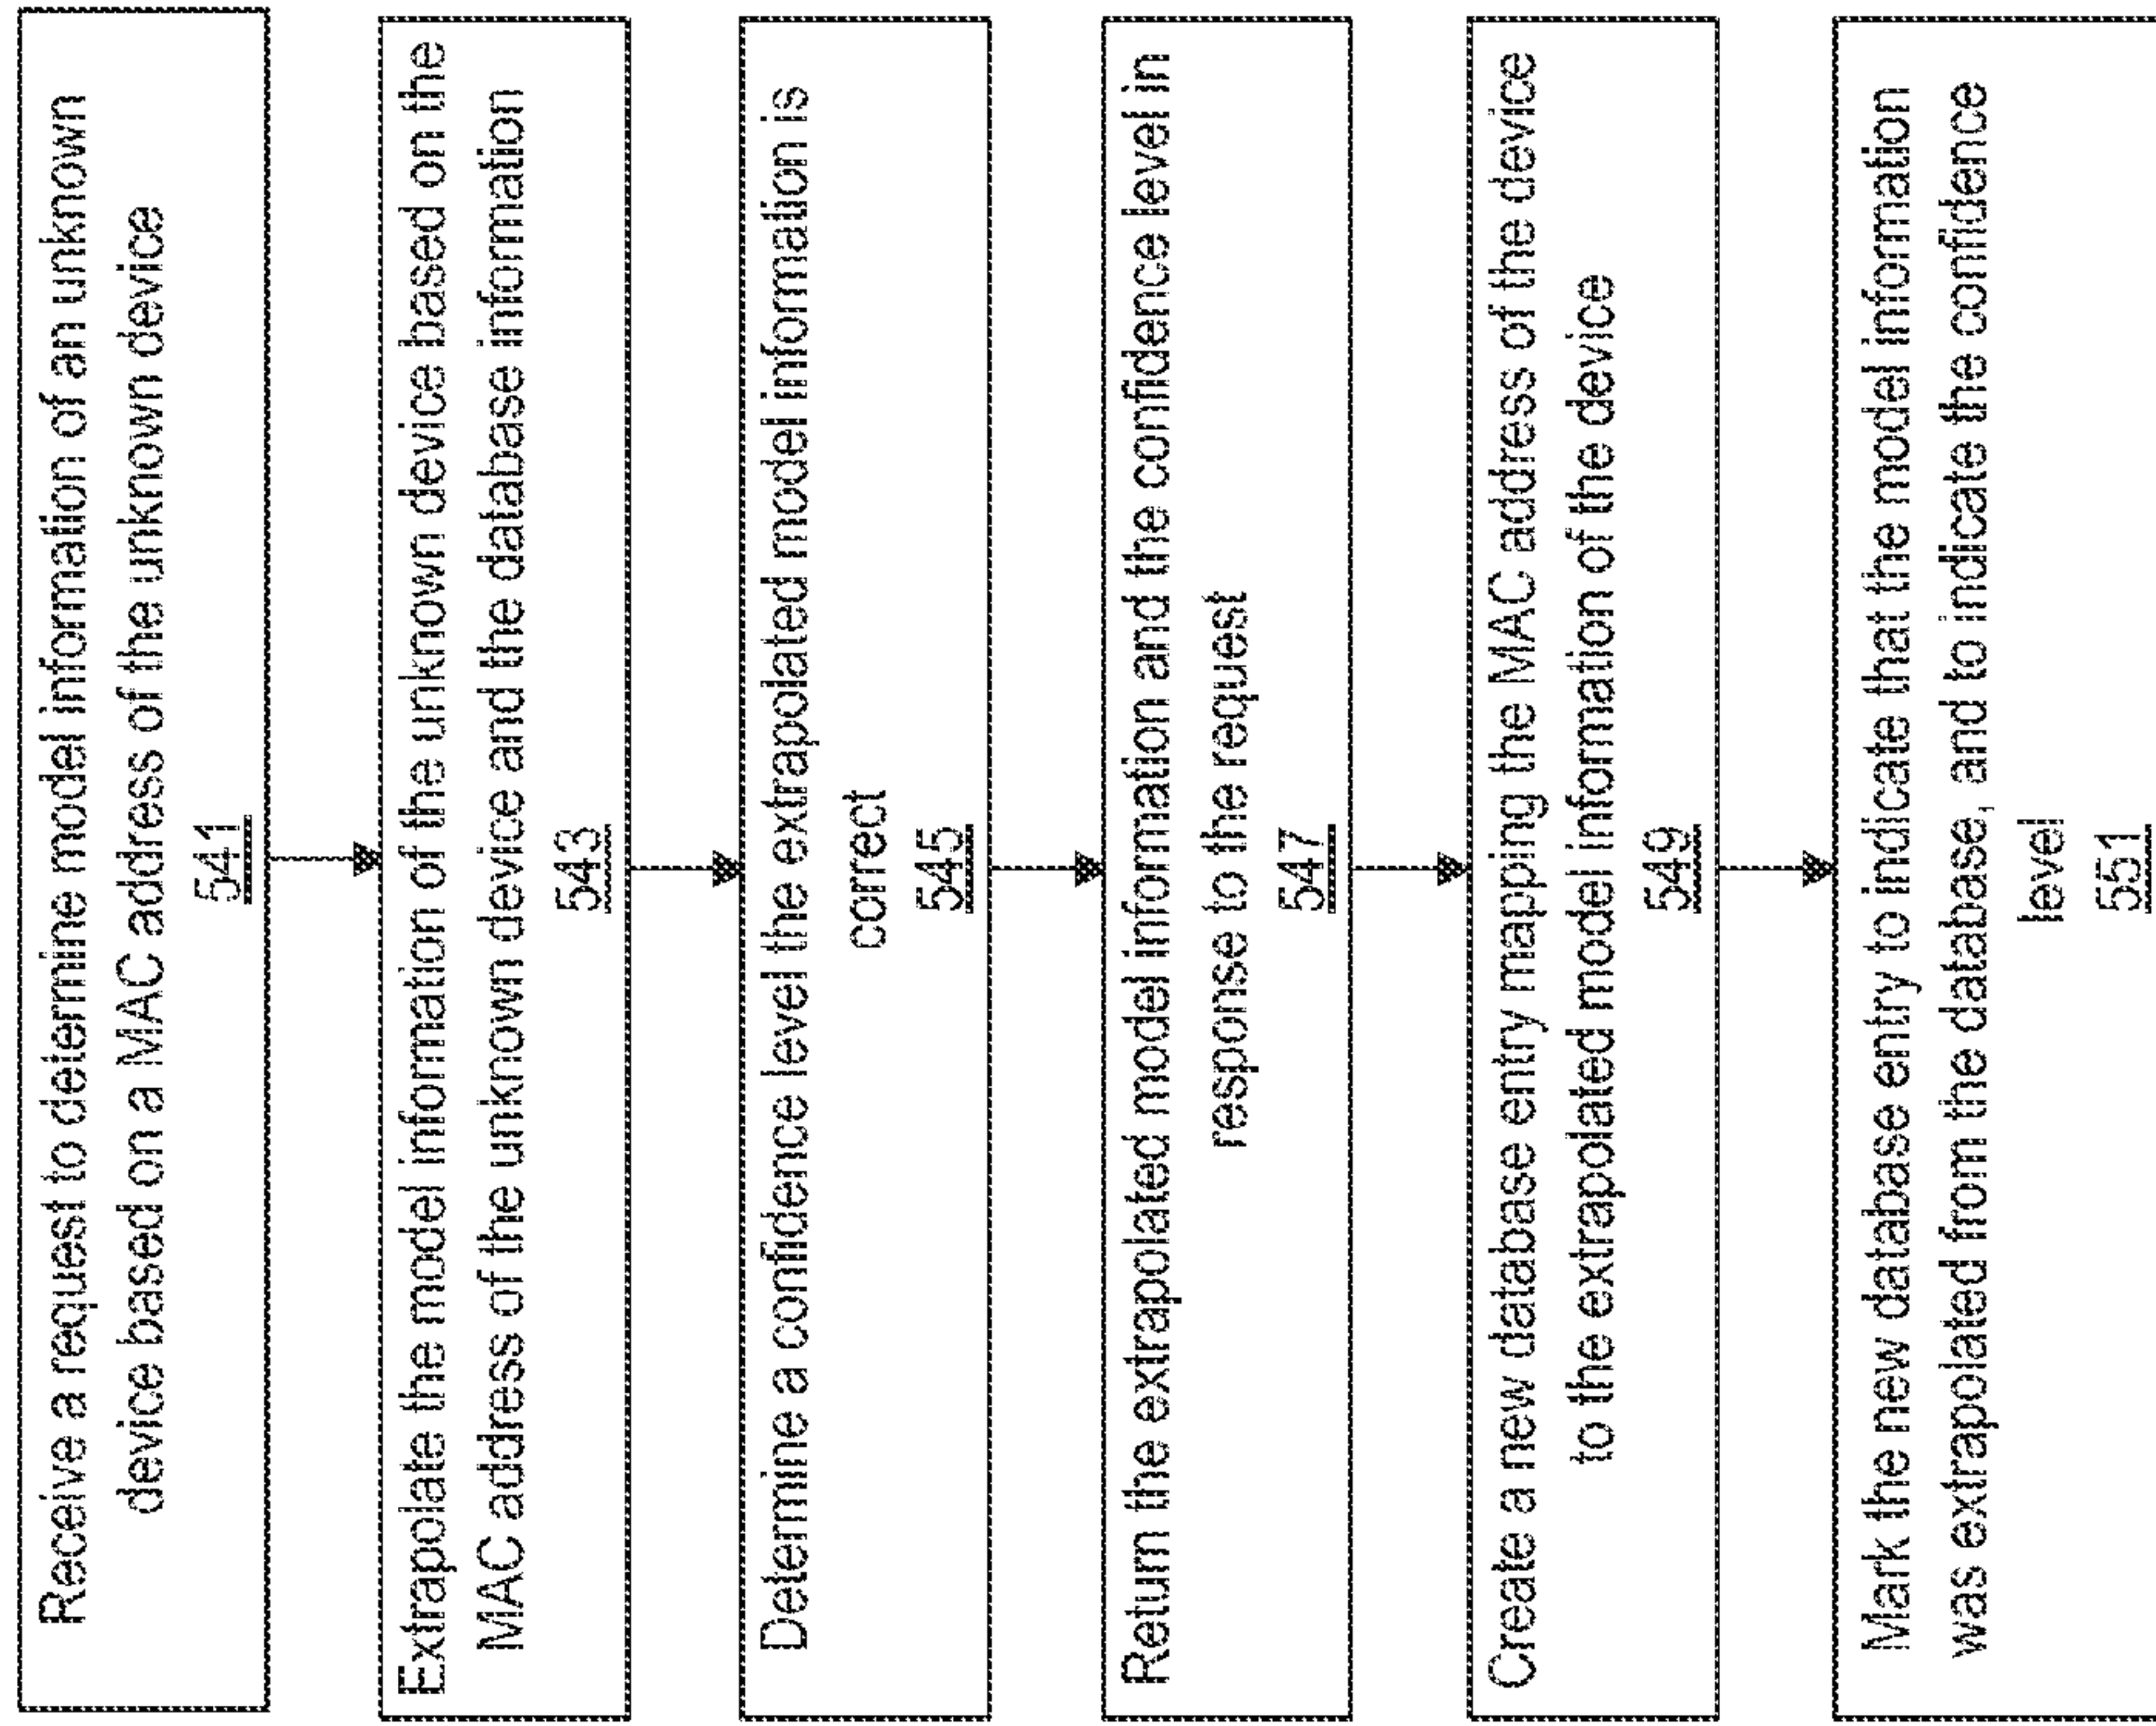 Receive a request to determine model information of an unknown
device based on a MAC address of the unknown device
541
Extrapolate the model information of the unknown device based on the
MAC address of the unknown device and the database information
543
Determine a confidence level the extrapolated model information is
correct
545
Return the extrapolated model information and the confidence level in
response to the request
547
Create a new database entry mapping the MAC address of the device
to the extrapolated model information of the device
549
Mark the new database entry to indicate that the model information
was extrapolated from the database, and to indicate the confidence
level
551